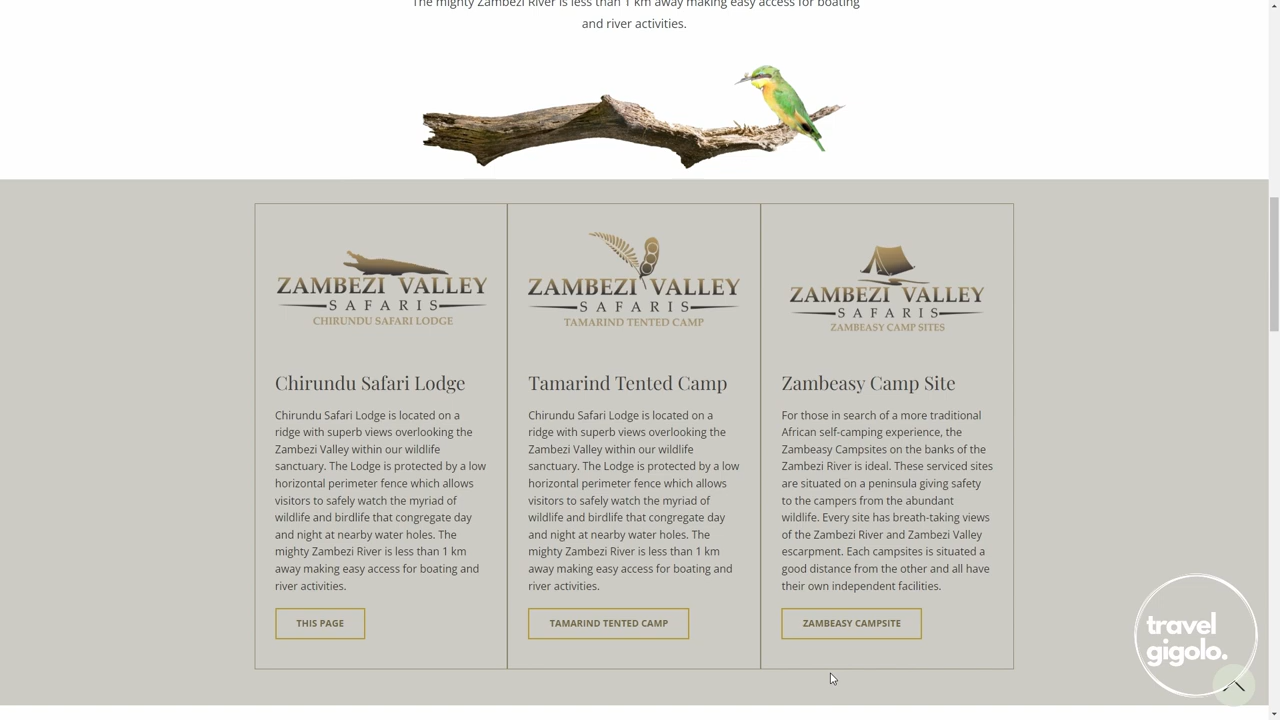 The mighty Zambezi River is less than 1 km away making easy access for boating
and river activities.
ZAMBEZI VALLEY
SAFARIS
CHIRUNDU SAFARI LODGE
Chirundu Safari Lodge
Chirundu Safari Lodge is located on a
ridge with superb views overlooking the
Zambezi Valley within our wildlife
sanctuary. The Lodge is protected by a low
horizontal perimeter fence which allows
visitors to safely watch the myriad of
wildlife and birdlife that congregate day
and night at nearby water holes. The
mighty Zambezi River is less than 1 km
away making easy access for boating and
river activities.
THIS PAGE
ZAMBEZI VALLEY
SAFARIS
TAMARIND TENTED CAMP
Tamarind Tented Camp
Chirundu Safari Lodge is located on a
ridge with superb views overlooking the
Zambezi Valley within our wildlife
sanctuary. The Lodge is protected by a low
horizontal perimeter fence which allows
visitors to safely watch the myriad of
wildlife and birdlife that congregate day
and night at nearby water holes. The
mighty Zambezi River is less than 1 km
away making easy access for boating and
river activities.
TAMARIND TENTED CAMP
ZAMBEZI VALLEY
SAFARIS
ZAMBEASY CAMP SITES
Zambeasy Camp Site
For those in search of a more traditional
African self-camping experience, the
Zambeasy Campsites on the banks of the
Zambezi River is ideal. These serviced sites
are situated on a peninsula giving safety
to the campers from the abundant
wildlife. Every site has breath-taking views
of the Zambezi River and Zambezi Valley
escarpment. Each campsites is situated a
good distance from the other and all have
their own independent facilities.
ZAMBEASY CAMPSITE
travel
gigolo.